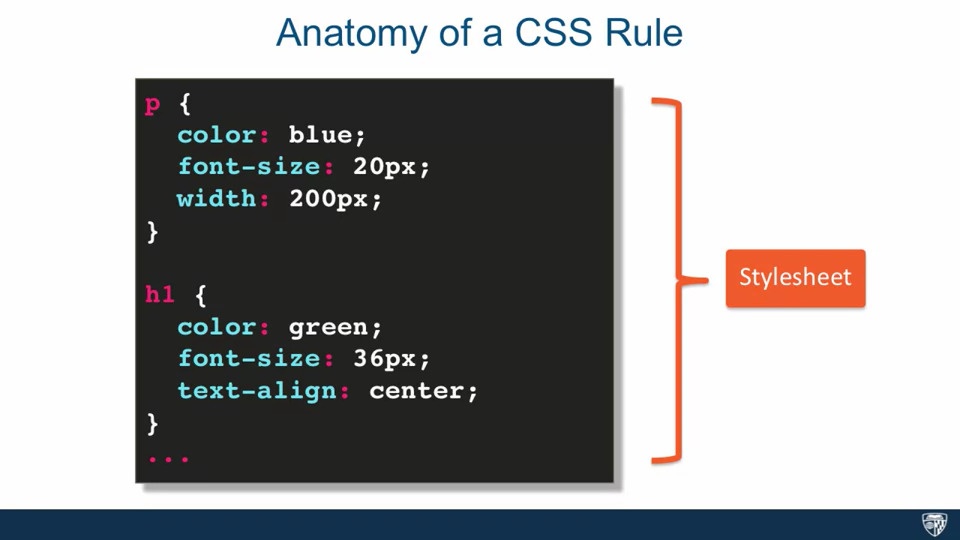 Anatomy of a CSS Rule
p {
  color: blue;
  font-size: 20px;
  width: 200px;
}
h1 {
  color: green;
  font-size: 36px;
  text-align: center;
}
...
Stylesheet